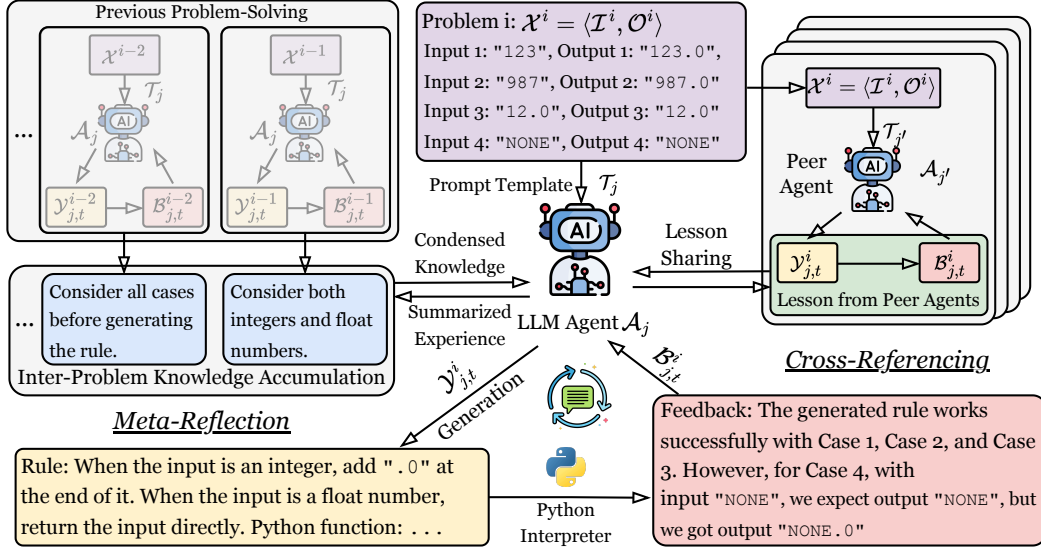 Previous Problem-Solving
𝒳^{i-2}
𝒯_j
𝒜_j
AI
𝒴^{i-2}_{j,t}
ℬ^{i-2}_{j,t}
𝒳^{i-1}
𝒯_j
𝒜_j
AI
𝒴^{i-1}_{j,t}
ℬ^{i-1}_{j,t}
...
Consider all cases
before generating
the rule.
Consider both
integers and float
numbers.
...
Inter-Problem Knowledge Accumulation
Meta-Reflection
Problem i: 𝒳^i = ⟨ℐ^i, 𝒪^i⟩
Input 1: "123", Output 1: "123.0",
Input 2: "987", Output 2: "987.0"
Input 3: "12.0", Output 3: "12.0"
Input 4: "NONE", Output 4: "NONE"
Prompt Template
𝒯_j
AI
Condensed
Knowledge
Summarized
Experience
LLM Agent 𝒜_j
Lesson
Sharing
𝒳^i = ⟨ℐ^i, 𝒪^i⟩
𝒯_{j'}
Peer
Agent
AI
𝒜_{j'}
𝒴^i_{j,t}
ℬ^i_{j,t}
Lesson from Peer Agents
Cross-Referencing
𝒴^i_{j,t}
Generation
ℬ^i_{j,t}
Rule: When the input is an integer, add ".0" at
the end of it. When the input is a float number,
return the input directly. Python function: ...
Python
Interpreter
Feedback: The generated rule works
successfully with Case 1, Case 2, and Case
3. However, for Case 4, with
input "NONE", we expect output "NONE", but
we got output "NONE.0"